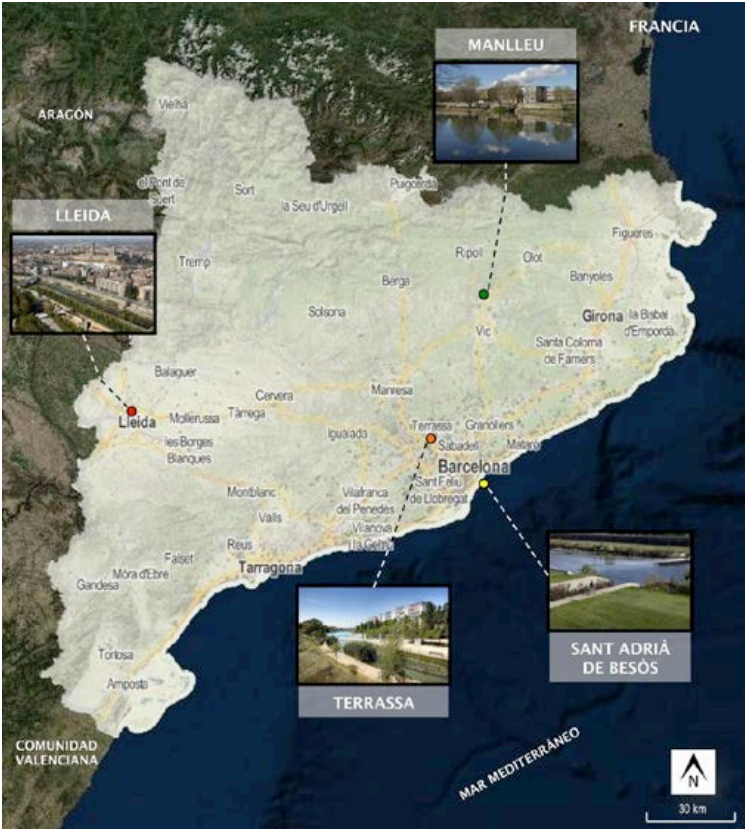 FRANCIA
MANLLEU
ARAGÓN
Vielha
el Pont de
Suert
Sort
la Seu d'Urgell
Puigcerdà
LLEIDA
Figueres
Ripoll
Olot
Tremp
Berga
Banyoles
Solsona
Girona
la Bisbal
d'Empordà
Vic
Santa Coloma
de Farners
Balaguer
Manresa
Cervera
Lleida
Mollerussa
Tàrrega
Igualada
Terrassa
Granollers
les Borges
Blanques
Sabadell
Mataró
Barcelona
Sant Feliu
de Llobregat
Montblanc
Vilafranca
del Penedès
Valls
Vilanova
i la Geltrú
Reus
Falset
Tarragona
Móra d'Ebre
Gandesa
SANT ADRIÀ
DE BESÒS
Tortosa
Amposta
TERRASSA
COMUNIDAD
VALENCIANA
MAR MEDITERRÁNEO
N
30 km